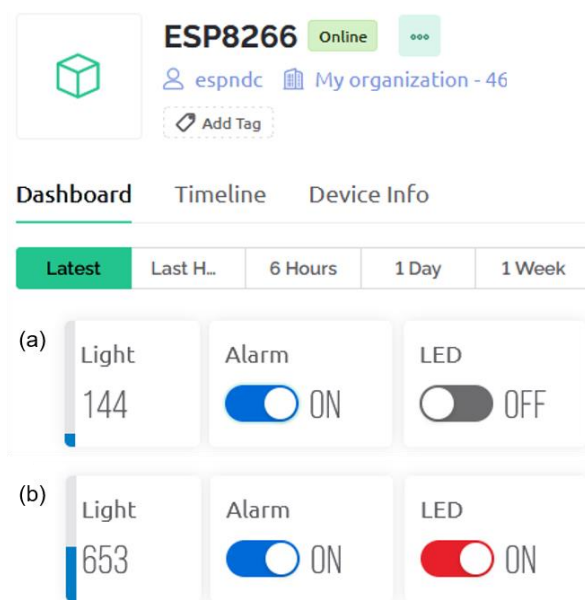 ESP8266 Online
espndc My organization - 46
Add Tag
Dashboard Timeline Device Info
Latest Last H... 6 Hours 1 Day 1 Week
(a) Light Alarm LED
144 ON OFF
(b) Light Alarm LED
653 ON ON